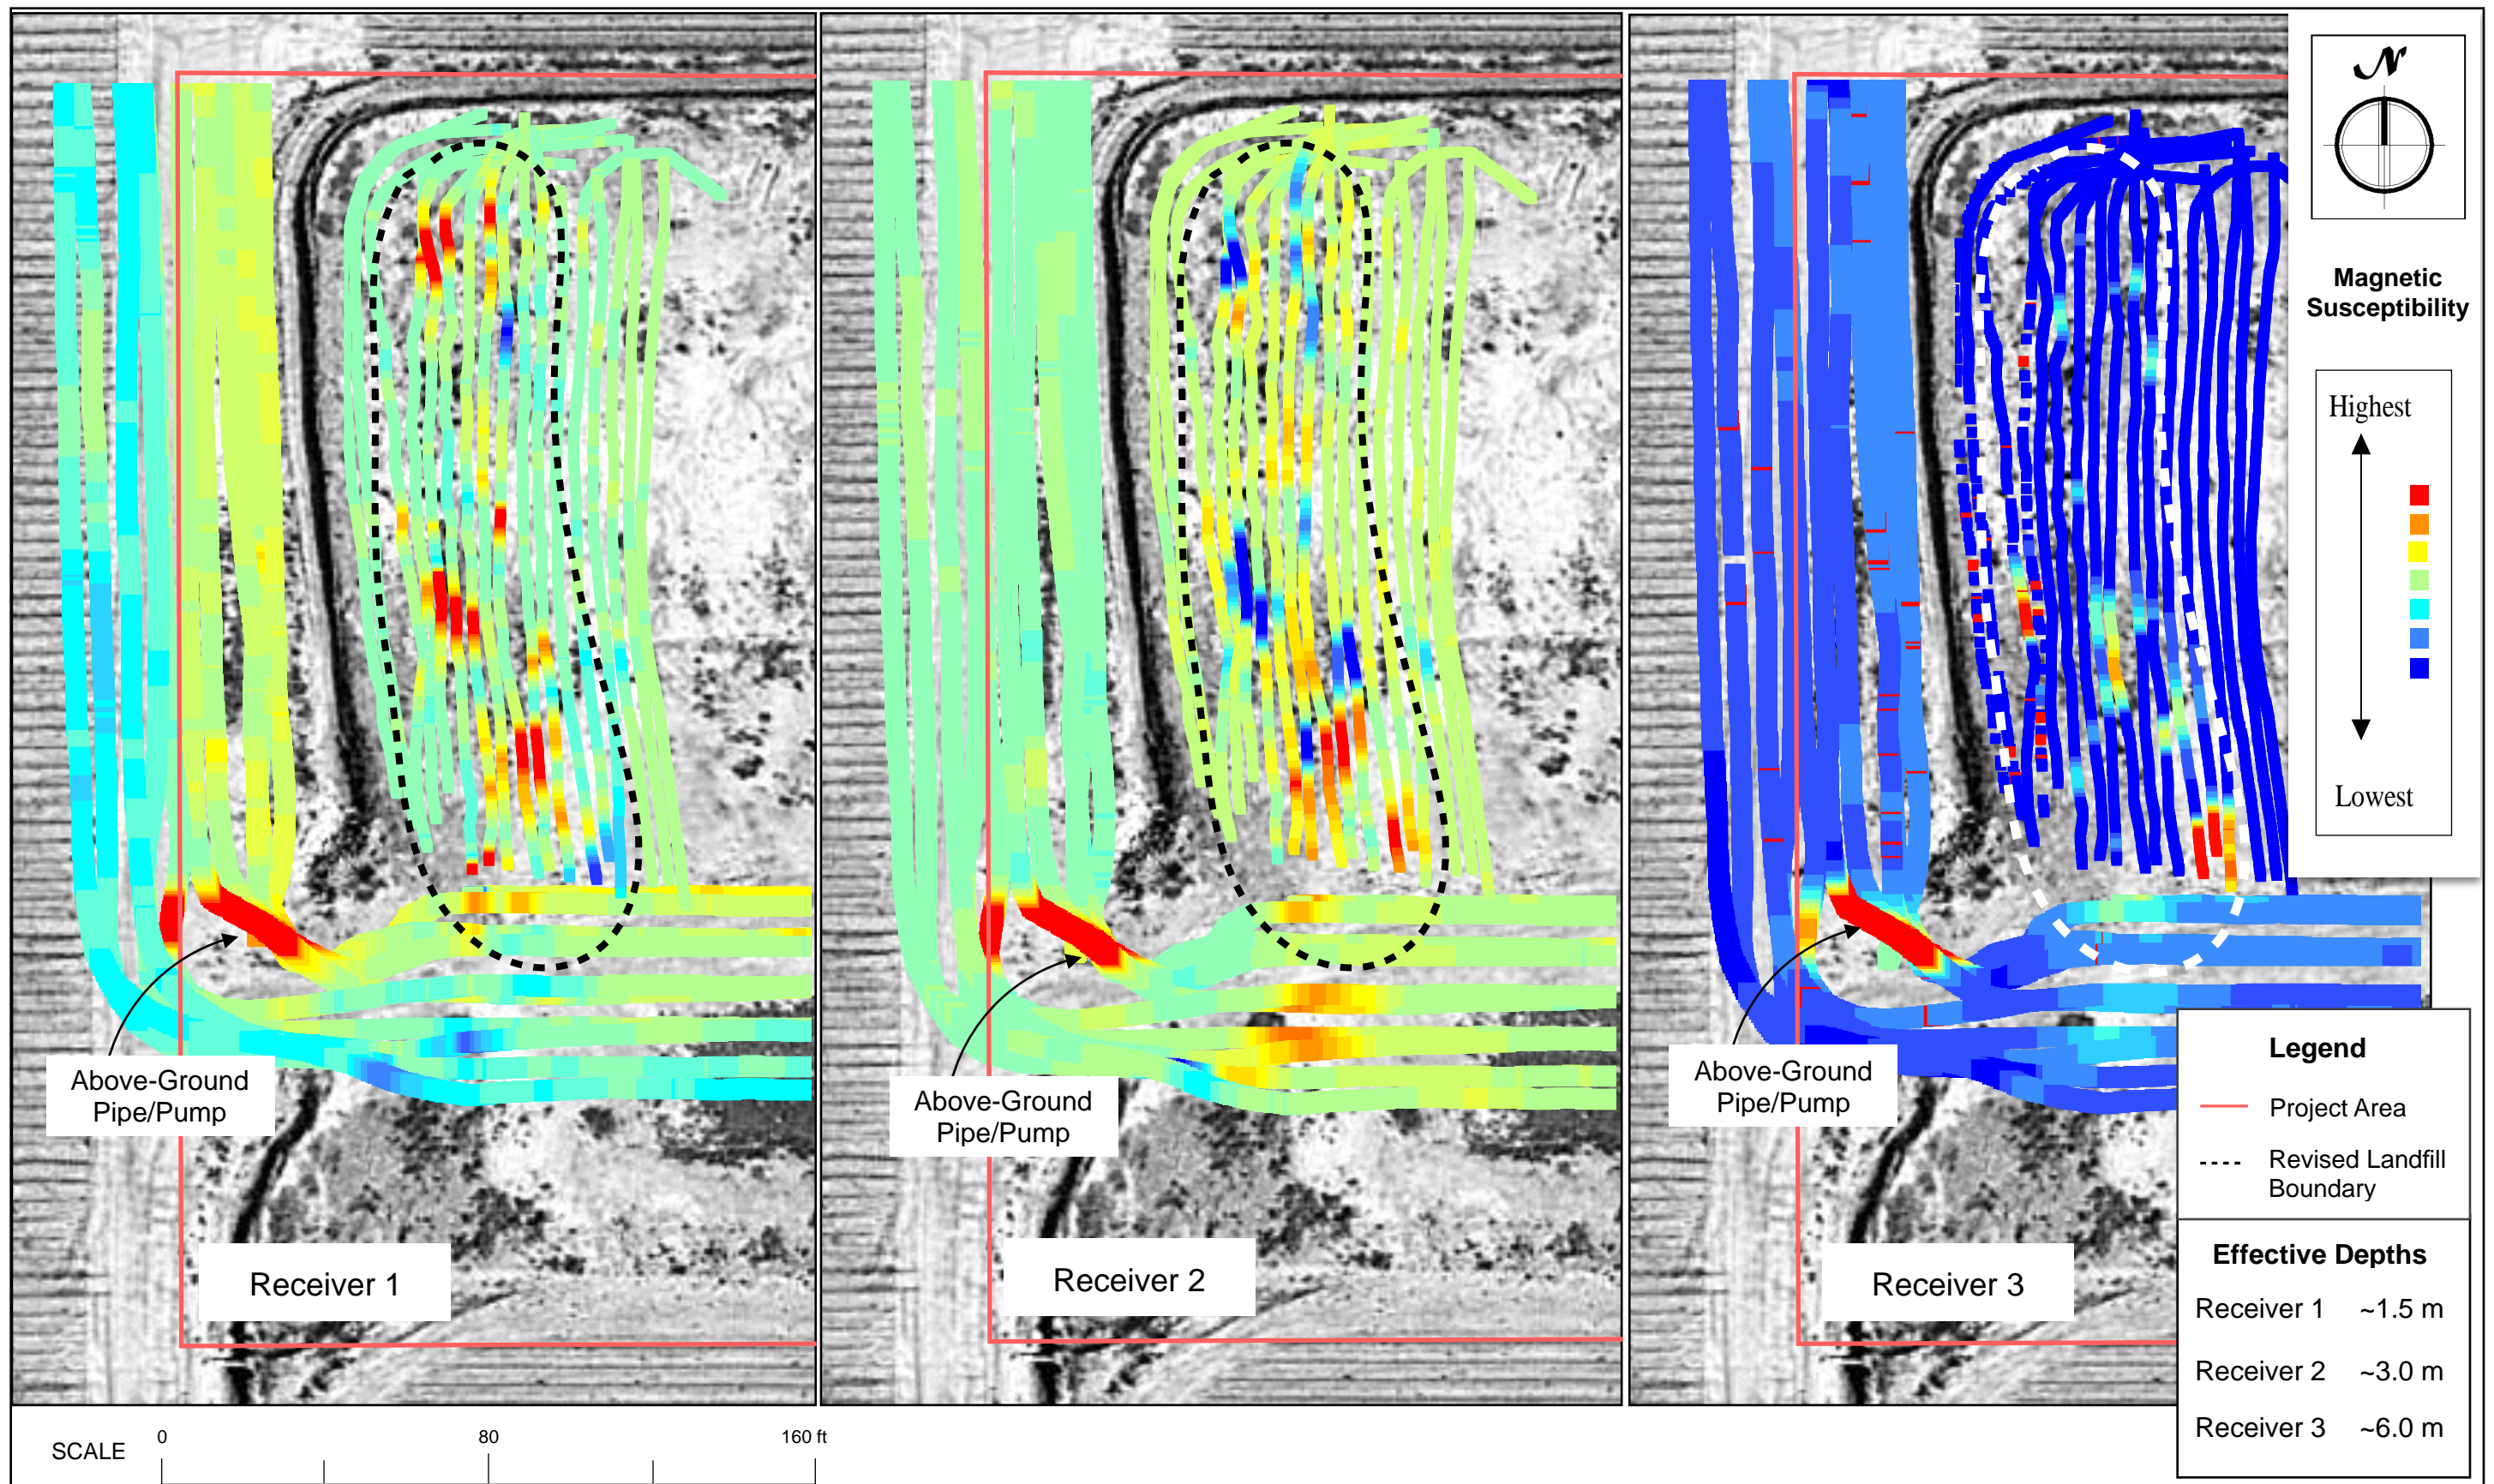 N
Magnetic
Susceptibility
Highest
Lowest
Above-Ground
Pipe/Pump
Above-Ground
Pipe/Pump
Above-Ground
Pipe/Pump
Receiver 1
Receiver 2
Receiver 3
Legend
Project Area
Revised Landfill
Boundary
Effective Depths
Receiver 1 ~1.5 m
Receiver 2 ~3.0 m
Receiver 3 ~6.0 m
SCALE 0 80 160 ft